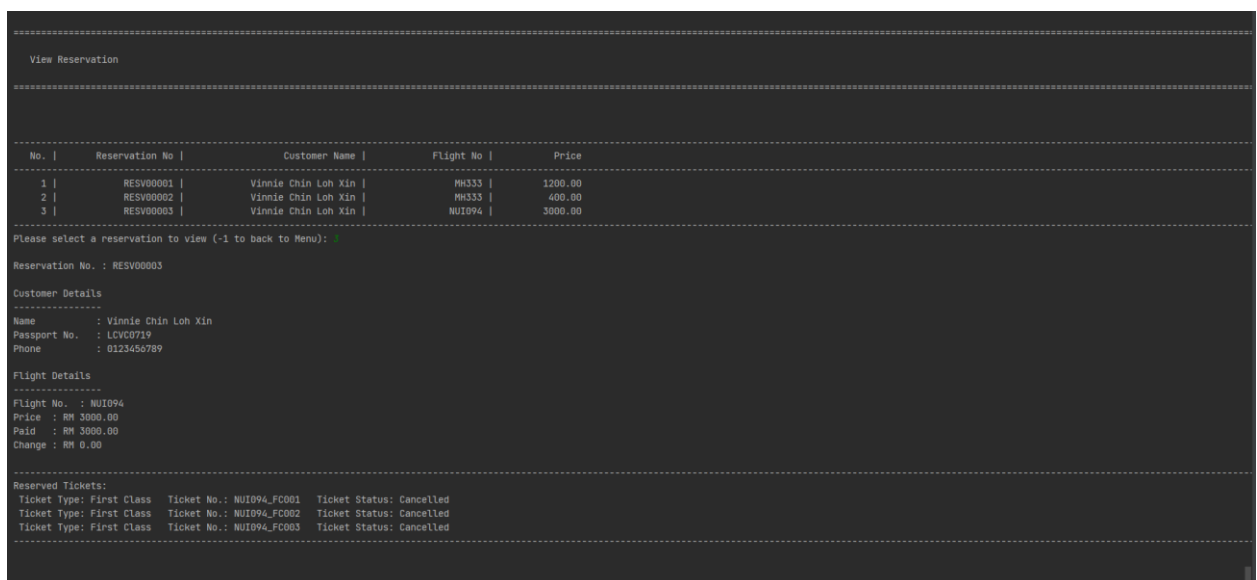 View Reservation
No. | Reservation No | Customer Name | Flight No | Price
1 | RESV00001 | Vinnie Chin Loh Xin | MH333 | 1200.00
2 | RESV00002 | Vinnie Chin Loh Xin | MH333 | 400.00
3 | RESV00003 | Vinnie Chin Loh Xin | NUI094 | 3000.00
Please select a reservation to view (-1 to back to Menu): 3
Reservation No. : RESV00003
Customer Details
----------------
Name : Vinnie Chin Loh Xin
Passport No. : LCVC0719
Phone : 0123456789
Flight Details
----------------
Flight No. : NUI094
Price : RM 3000.00
Paid : RM 3000.00
Change : RM 0.00
Reserved Tickets:
Ticket Type: First Class Ticket No.: NUI094_FC001 Ticket Status: Cancelled
Ticket Type: First Class Ticket No.: NUI094_FC002 Ticket Status: Cancelled
Ticket Type: First Class Ticket No.: NUI094_FC003 Ticket Status: Cancelled